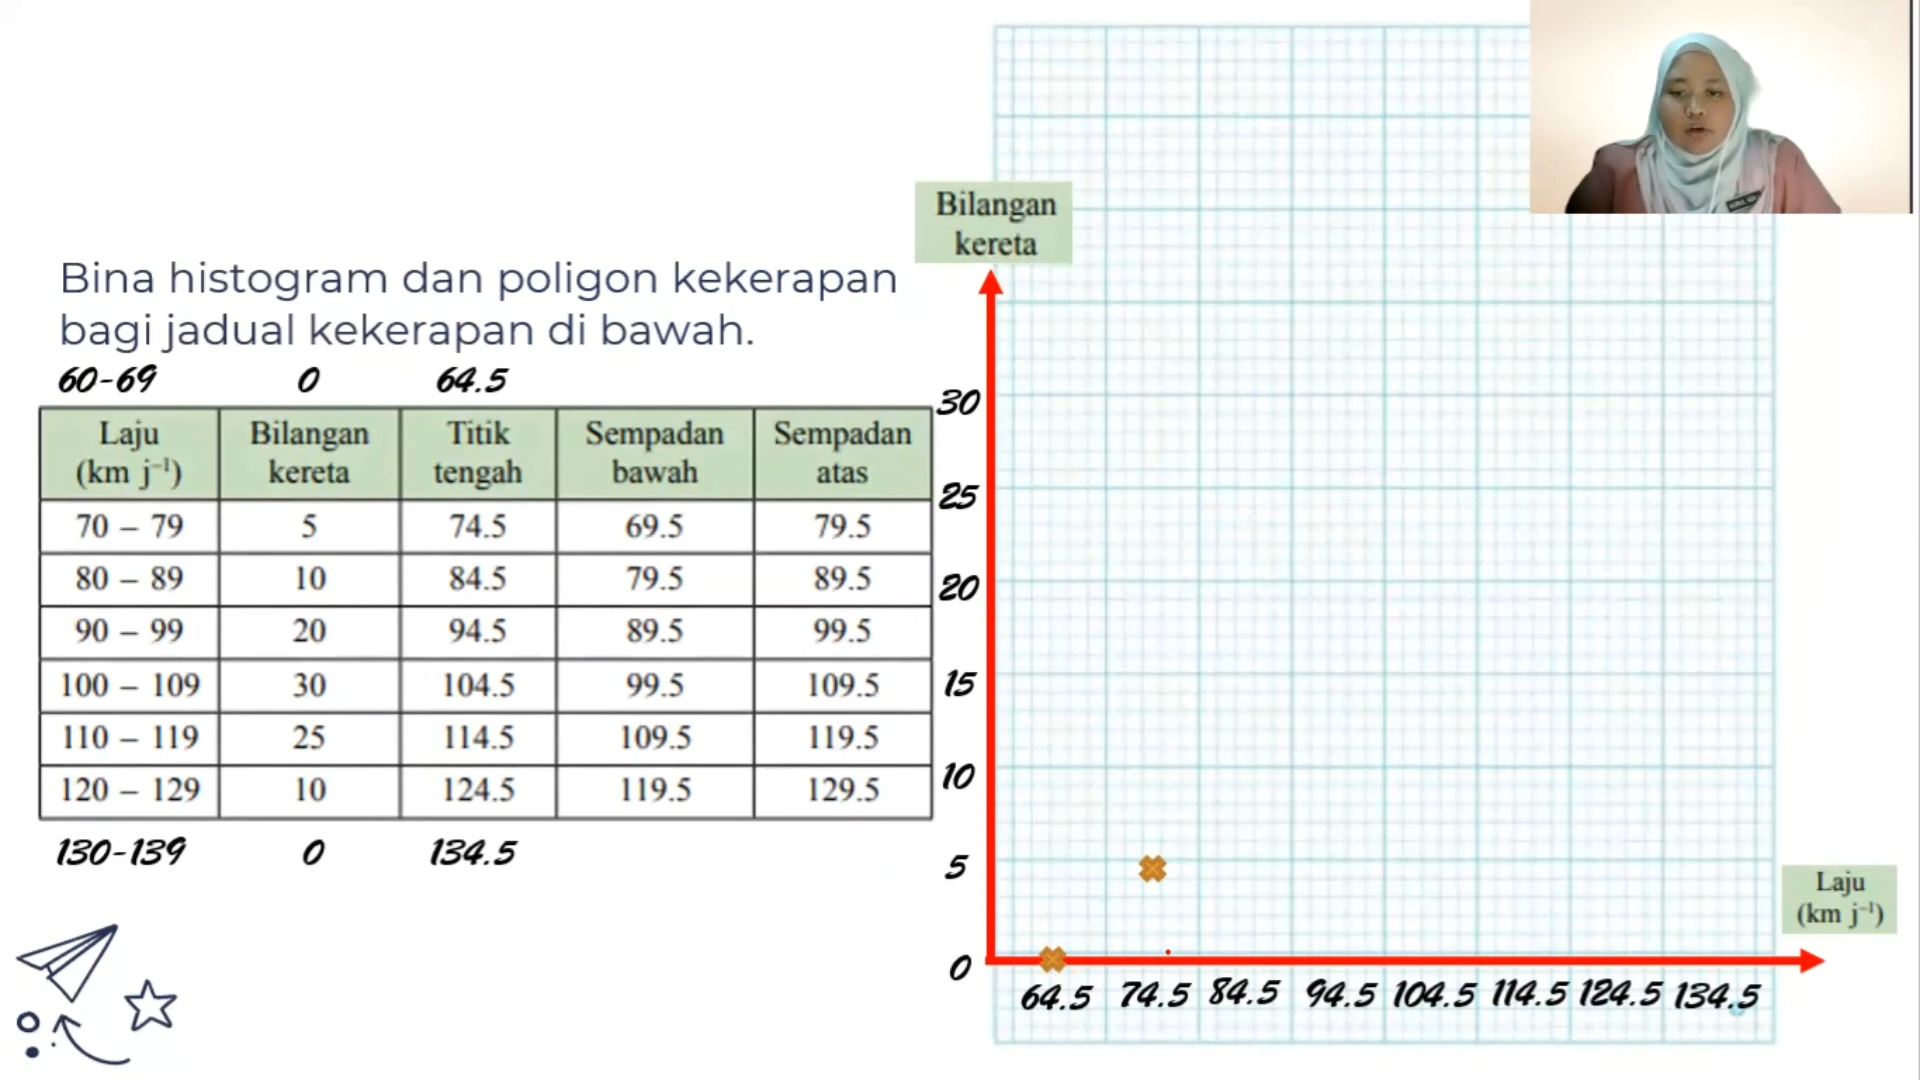 Bina histogram dan poligon kekerapan
bagi jadual kekerapan di bawah.
60-69 0 64.5
Laju (km j⁻¹) Bilangan kereta Titik tengah Sempadan bawah Sempadan atas
70 – 79 5 74.5 69.5 79.5
80 – 89 10 84.5 79.5 89.5
90 – 99 20 94.5 89.5 99.5
100 – 109 30 104.5 99.5 109.5
110 – 119 25 114.5 109.5 119.5
120 – 129 10 124.5 119.5 129.5
130-139 0 134.5
Bilangan
kereta
30
25
20
15
10
5
0
64.5 74.5 84.5 94.5 104.5 114.5 124.5 134.5
Laju
(km j⁻¹)